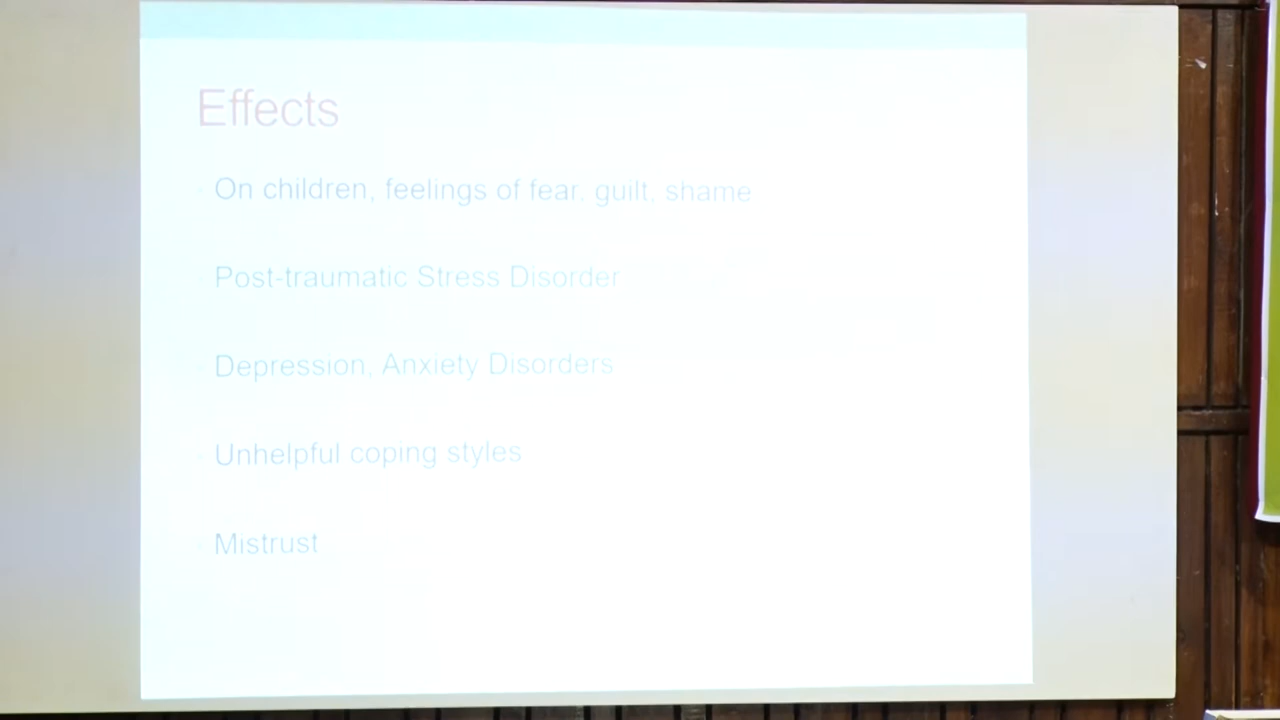 Effects
On children, feelings of fear, guilt, shame
Post-traumatic Stress Disorder
Depression, Anxiety Disorders
Unhelpful coping styles
Mistrust